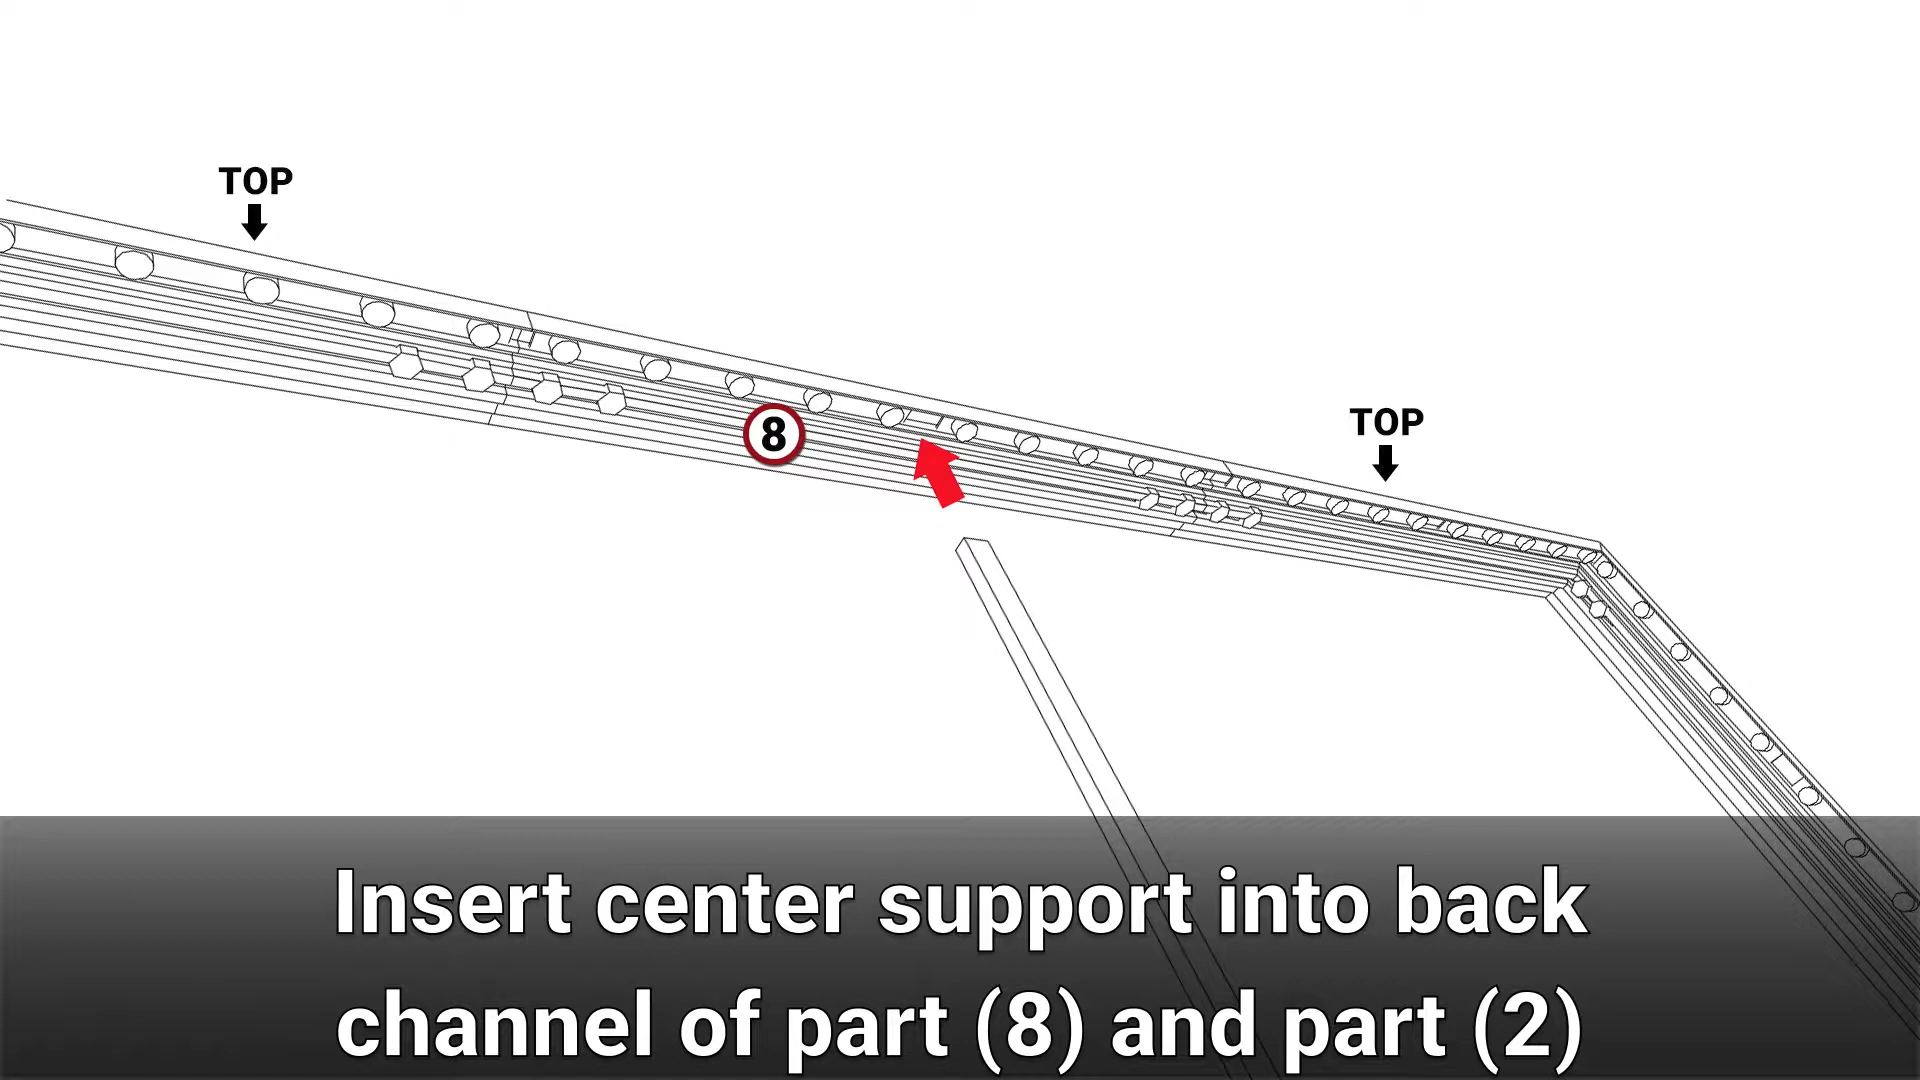 TOP
TOP
8
Insert center support into back
channel of part (8) and part (2)